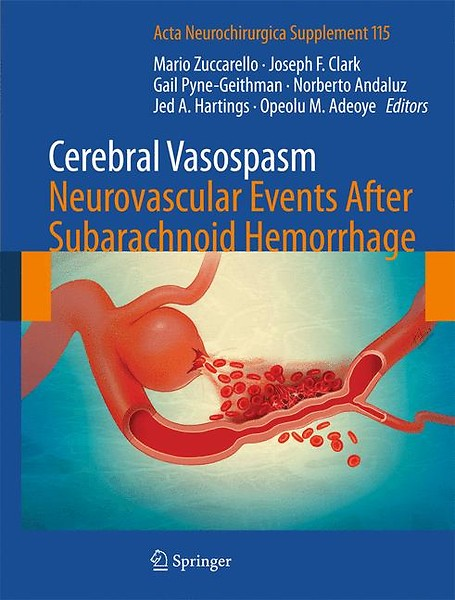 Acta Neurochirurgica Supplement 115
Mario Zuccarello · Joseph F. Clark
Gail Pyne-Geithman · Norberto Andaluz
Jed A. Hartings · Opeolu M. Adeoye Editors
Cerebral Vasospasm
Neurovascular Events After
Subarachnoid Hemorrhage
Springer